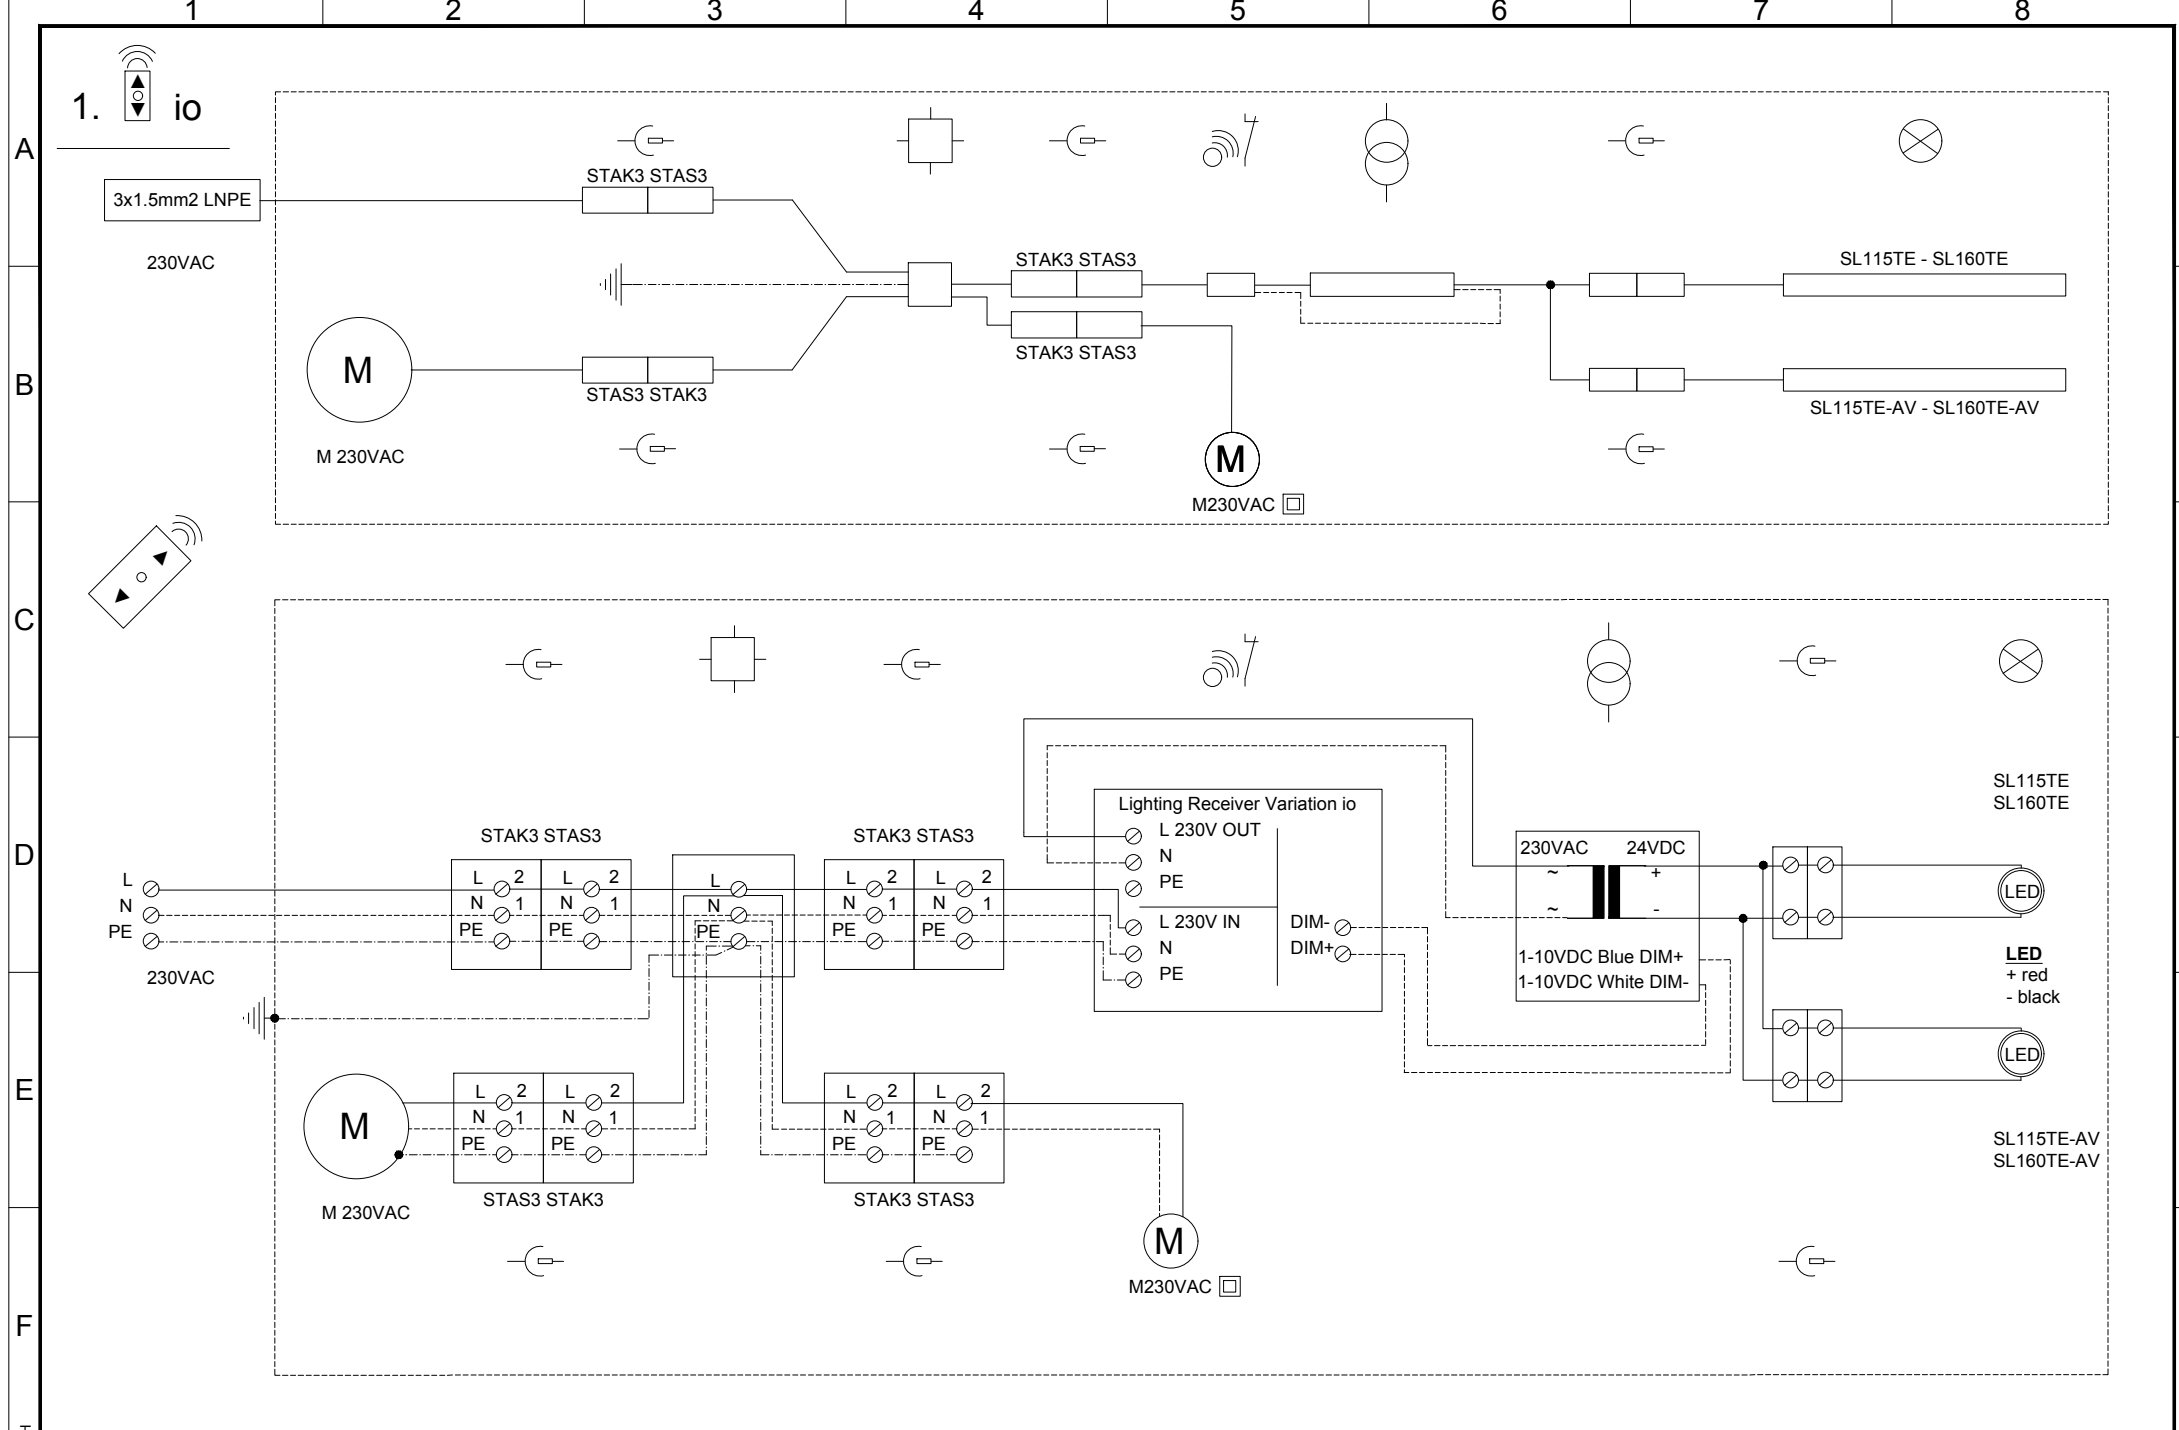 1 2 3 4 5 6 7 8
1. io
A
STAK3 STAS3
3x1.5mm2 LNPE
230VAC
STAK3 STAS3
SL115TE - SL160TE
STAK3 STAS3
B
M
STAS3 STAK3
SL115TE-AV - SL160TE-AV
M 230VAC
M
M230VAC
C
SL115TE
SL160TE
Lighting Receiver Variation io
L 230V OUT
N
PE
L 230V IN
N
PE
DIM-
DIM+
D
STAK3 STAS3
STAK3 STAS3
230VAC 24VDC
~ +
~ -
1-10VDC Blue DIM+
1-10VDC White DIM-
L
N
PE
230VAC
L 2 L 2
N 1 N 1
PE PE
L
N
PE
L 2 L 2
N 1 N 1
PE PE
LED
LED
+ red
- black
LED
E
M
L 2 L 2
N 1 N 1
PE PE
STAS3 STAK3
M 230VAC
L 2 L 2
N 1 N 1
PE PE
STAK3 STAS3
SL115TE-AV
SL160TE-AV
M
M230VAC
F